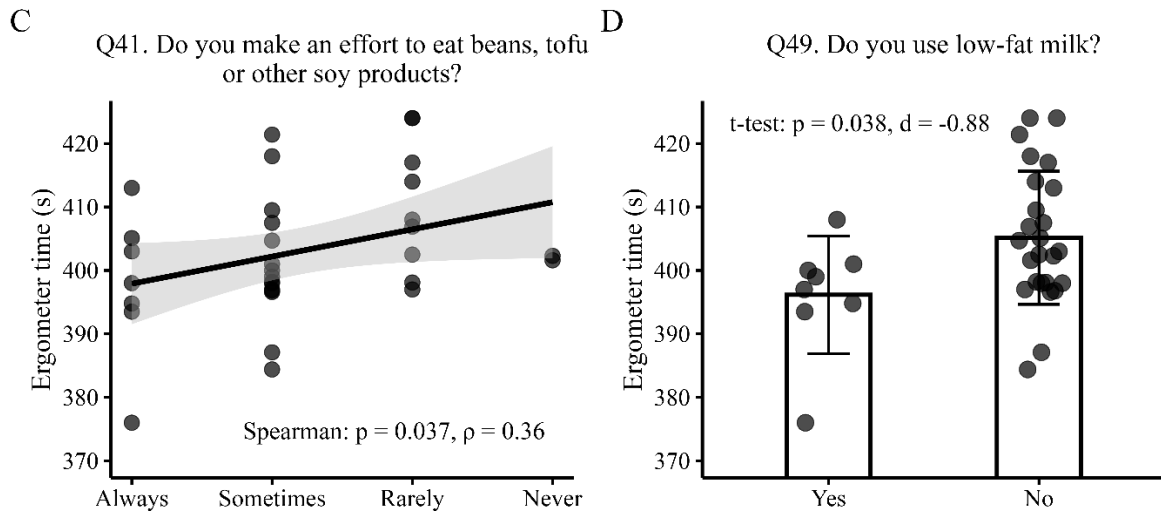 C
Q41. Do you make an effort to eat beans, tofu
or other soy products?
Ergometer time (s)
420
410
400
390
380
370
Spearman: p = 0.037, ρ = 0.36
Always Sometimes Rarely Never
D
Q49. Do you use low-fat milk?
t-test: p = 0.038, d = -0.88
Ergometer time (s)
420
410
400
390
380
370
Yes No